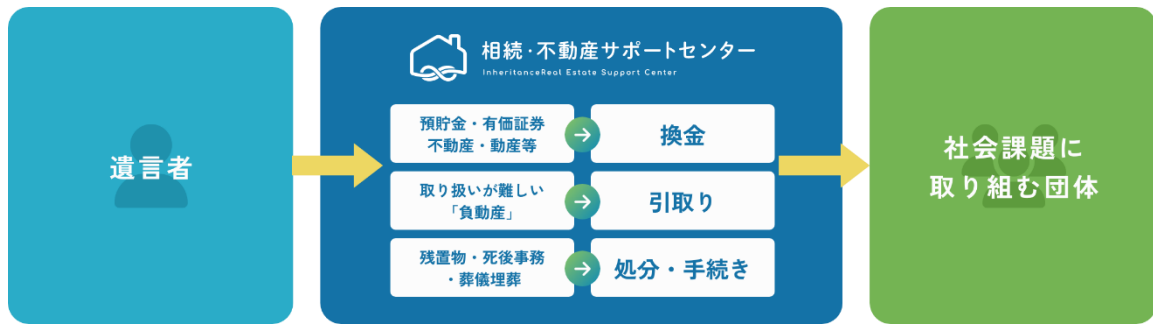 遺言者
相続・不動産サポートセンター
InheritanceReal Estate Support Center
預貯金・有価証券
不動産・動産等
換金
取り扱いが難しい
「負動産」
引取り
残置物・死後事務
・葬儀埋葬
処分・手続き
社会課題に
取り組む団体